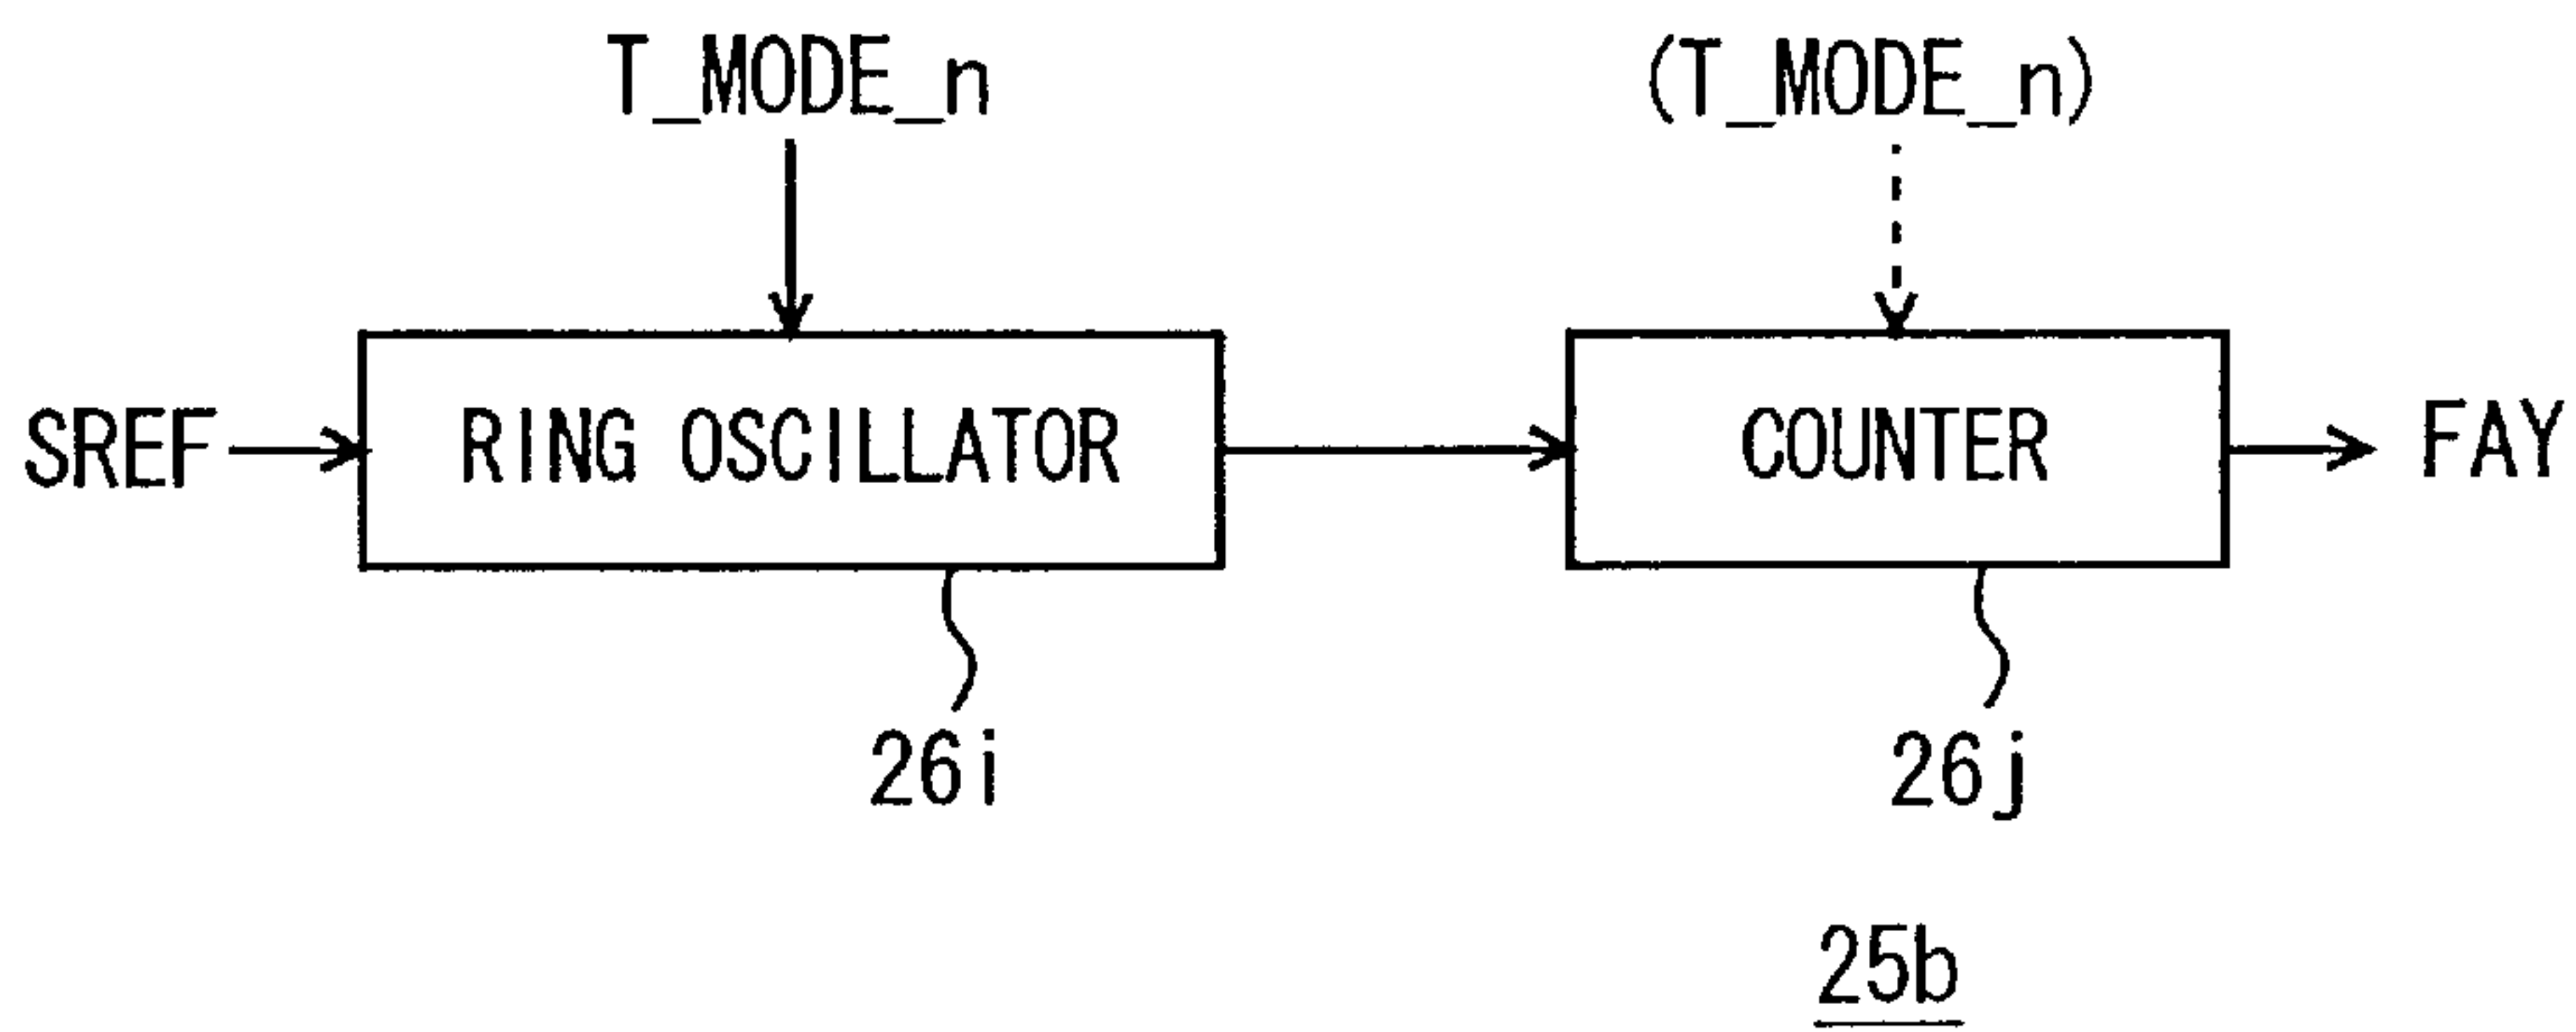 T_MODE_n
(T_MODE_n)
SREF
RING OSCILLATOR
COUNTER
FAY
26i
26j
25b